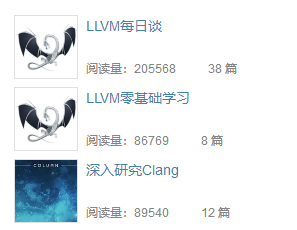 LLVM每日谈
阅读量：205568 38 篇
LLVM零基础学习
阅读量：86769 8 篇
COLUMN
深入研究Clang
阅读量：89540 12 篇